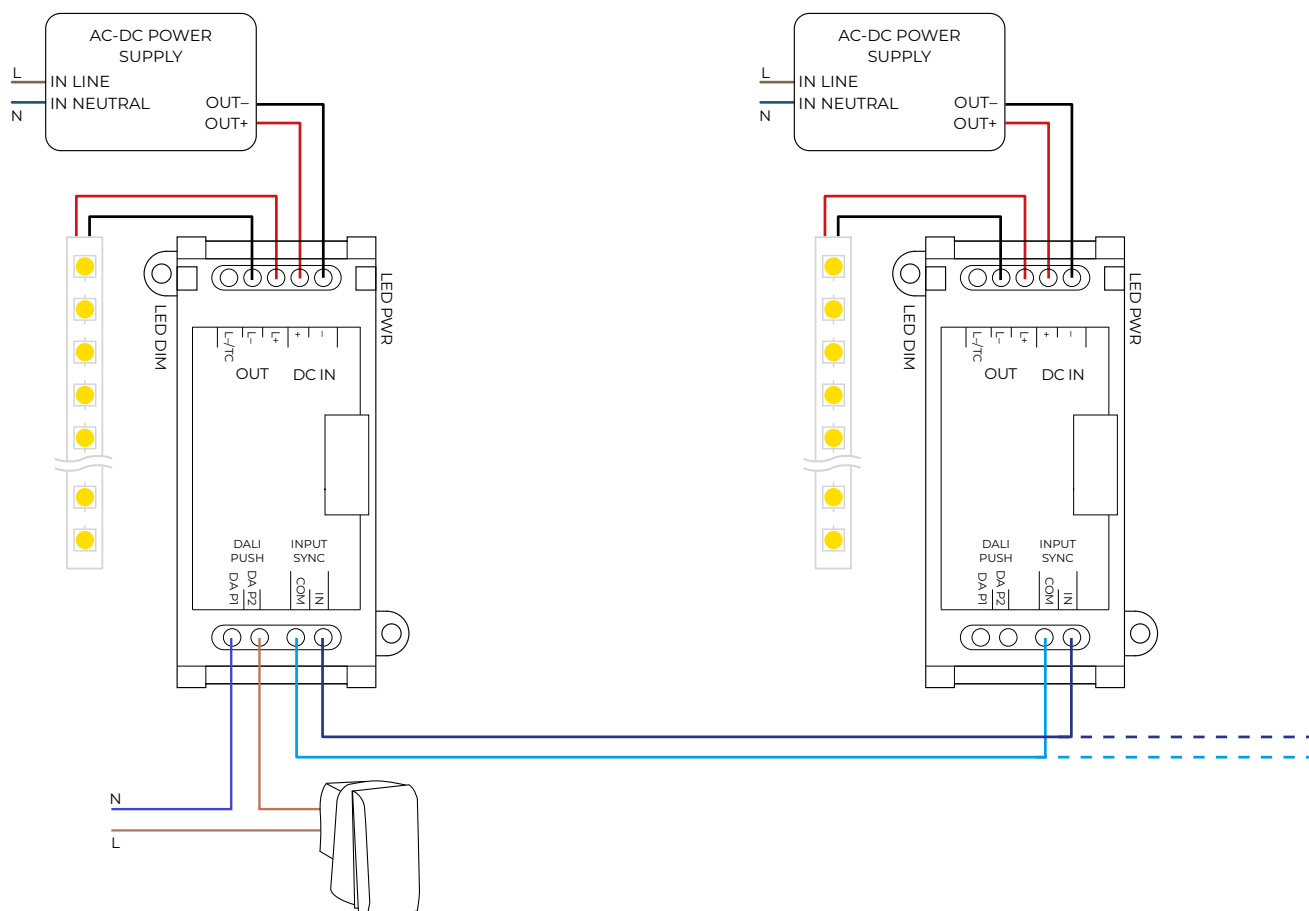 AC-DC POWER
SUPPLY
L
IN LINE
IN NEUTRAL
N
OUT–
OUT+
LED DIM
LED PWR
L-/TC
L-
L+
+
–
OUT
DC IN
DALI
PUSH
INPUT
SYNC
DA P1
DA P2
COM
IN
N
L
AC-DC POWER
SUPPLY
L
IN LINE
IN NEUTRAL
N
OUT–
OUT+
LED DIM
LED PWR
L-/TC
L-
L+
+
–
OUT
DC IN
DALI
PUSH
INPUT
SYNC
DA P1
DA P2
COM
IN